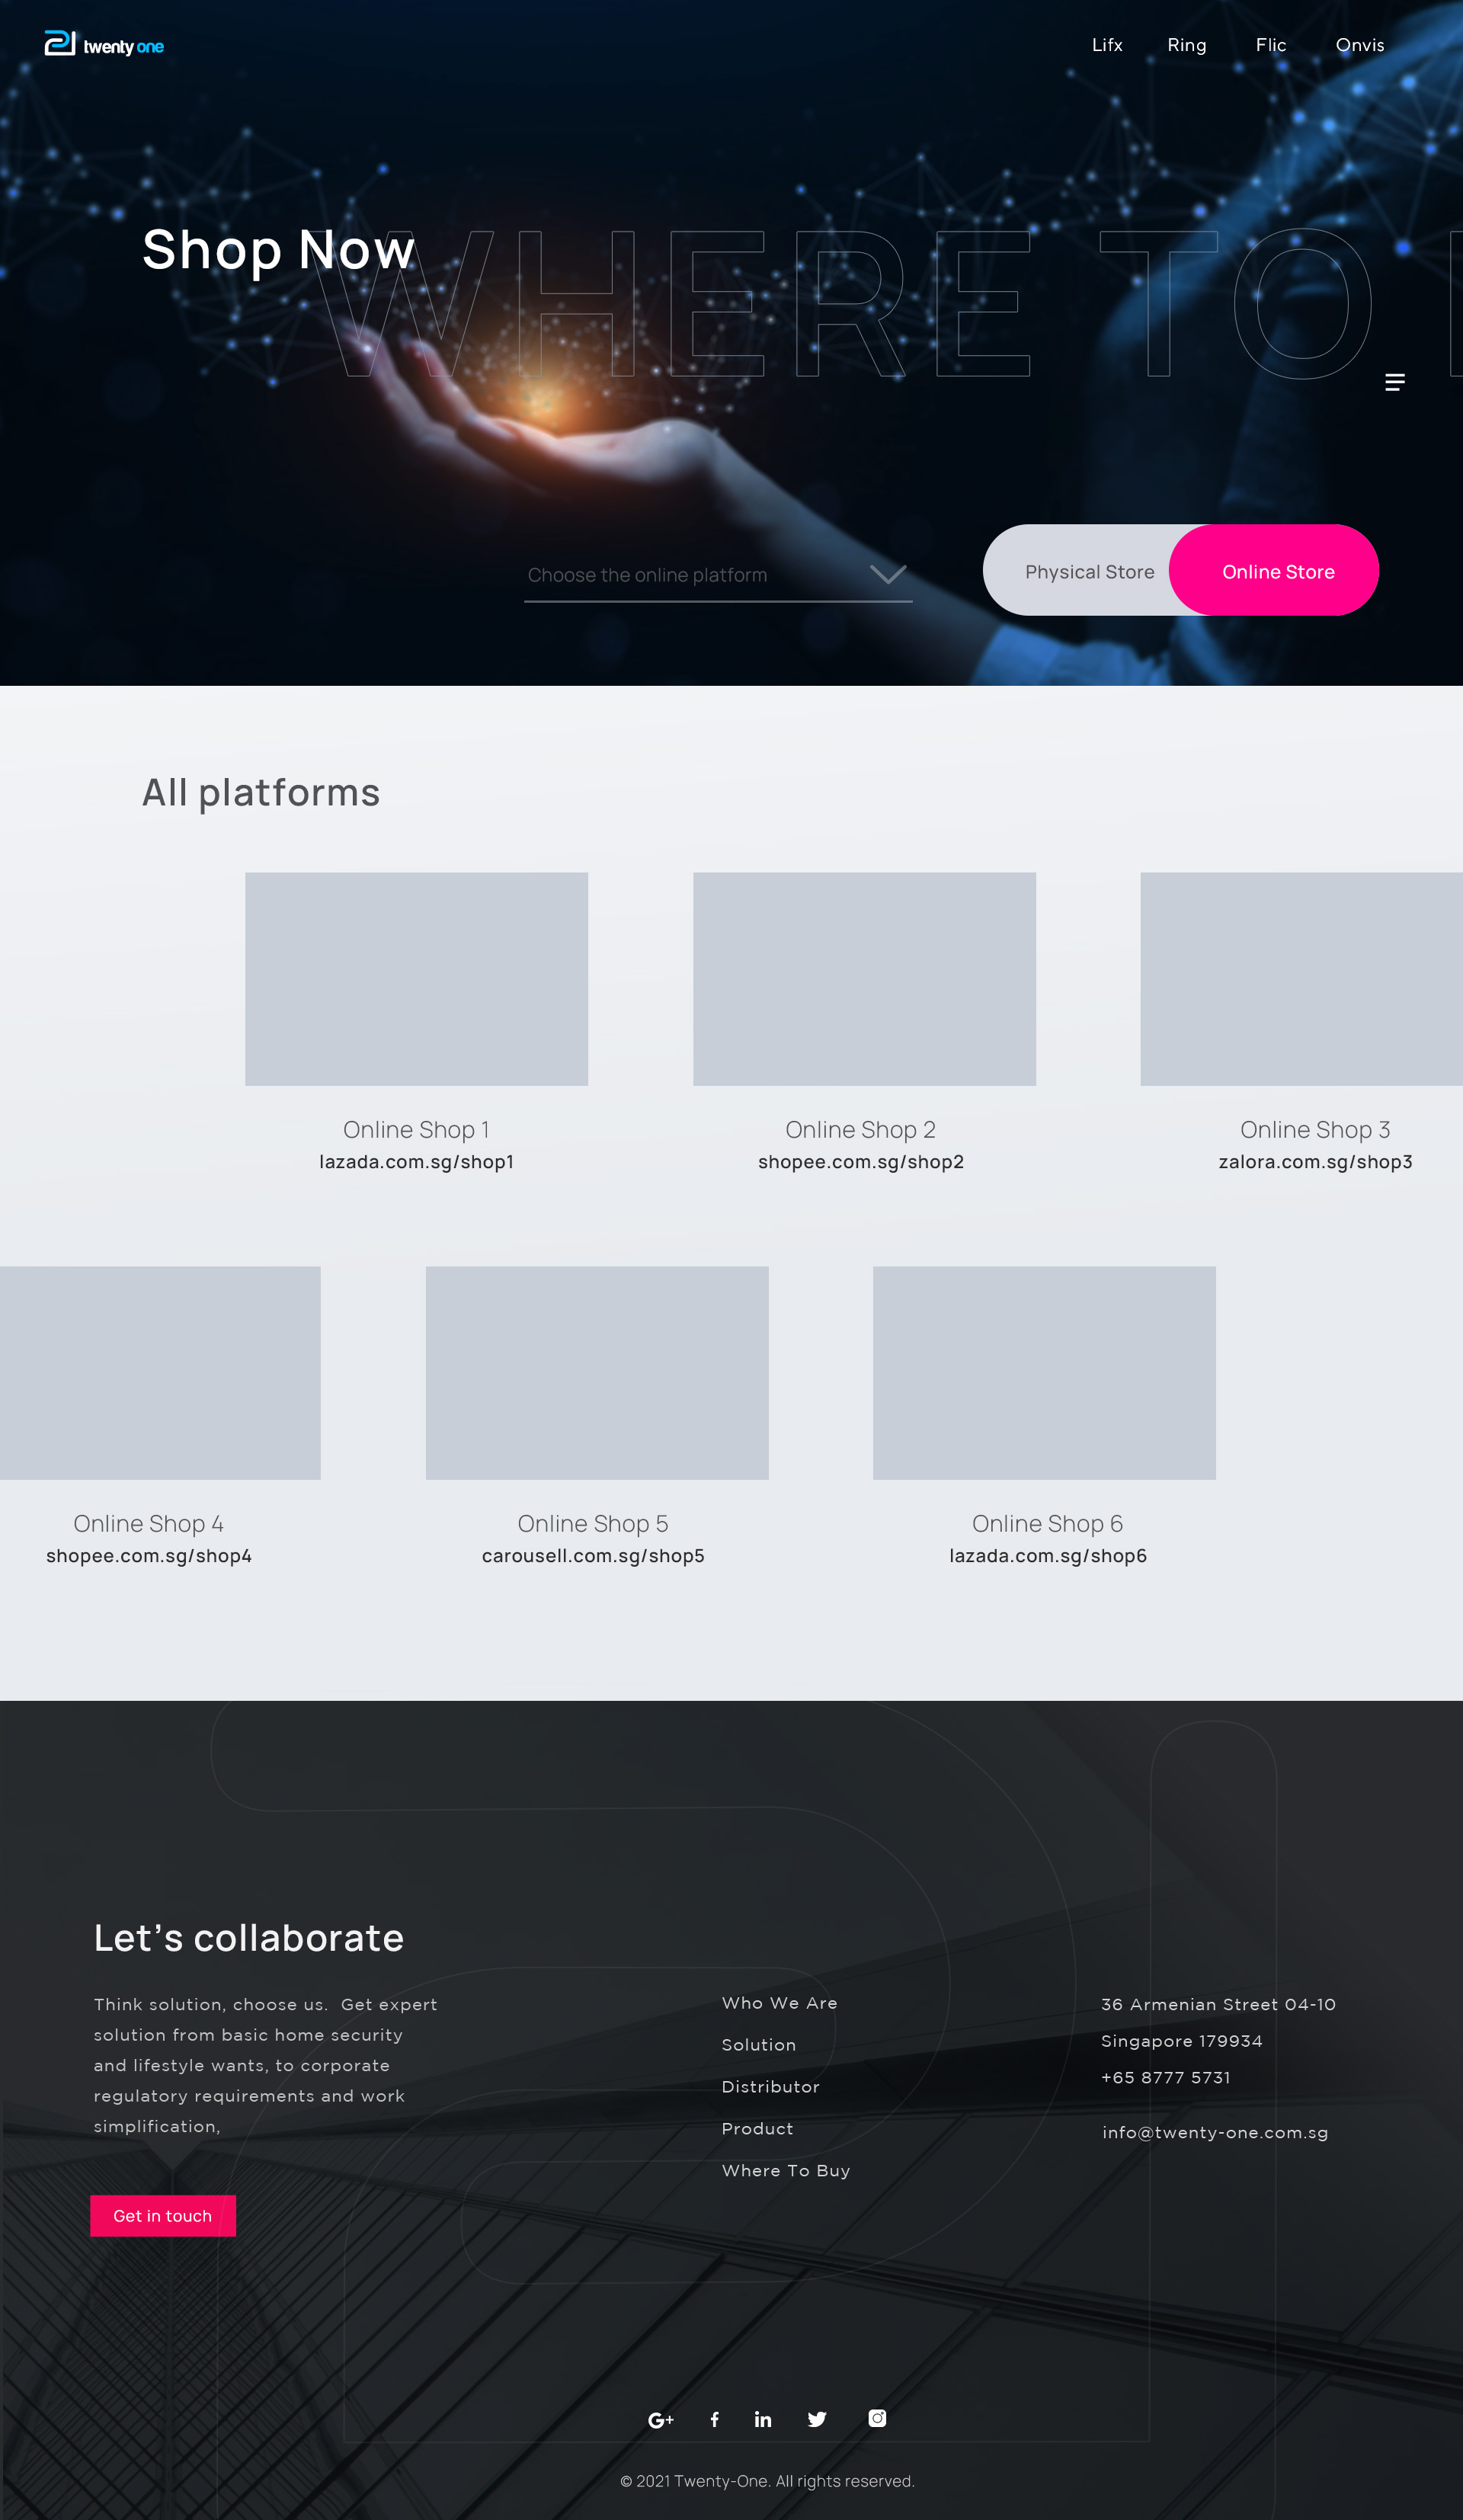 21 twenty one
Lifx Ring Flic Onvis
Shop Now
WHERE TO
Choose the online platform
Physical Store Online Store
All platforms
Online Shop 1
lazada.com.sg/shop1
Online Shop 2
shopee.com.sg/shop2
Online Shop 3
zalora.com.sg/shop3
Online Shop 4
shopee.com.sg/shop4
Online Shop 5
carousell.com.sg/shop5
Online Shop 6
lazada.com.sg/shop6
Let's collaborate
Think solution, choose us.  Get expert
solution from basic home security
and lifestyle wants, to corporate
regulatory requirements and work
simplification,
Get in touch
Who We Are
Solution
Distributor
Product
Where To Buy
36 Armenian Street 04-10
Singapore 179934
+65 8777 5731
info@twenty-one.com.sg
G+ f in
© 2021 Twenty-One. All rights reserved.